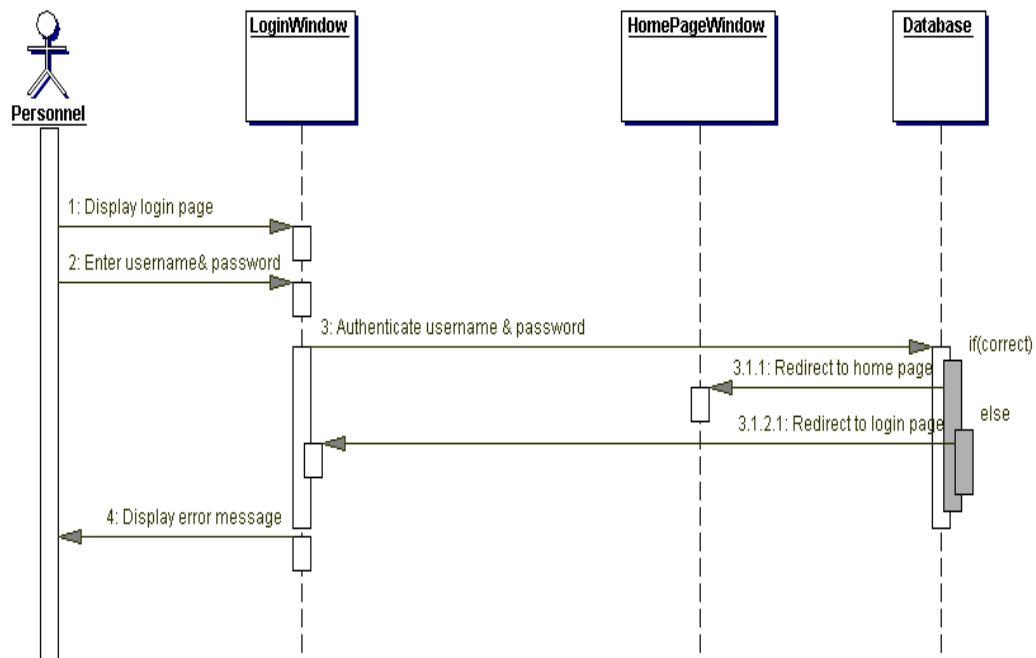 LoginWindow
HomePageWindow
Database
Personnel
1: Display login page
2: Enter username& password
3: Authenticate username & password
if(correct)
3.1.1: Redirect to home page
else
3.1.2.1: Redirect to login page
4: Display error message